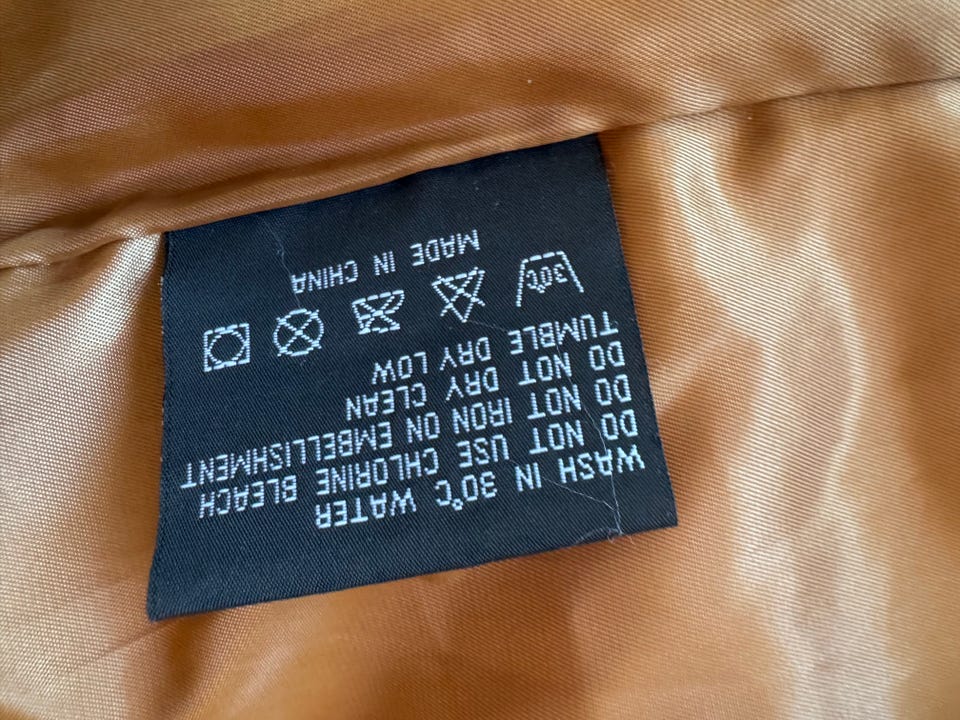 WASH IN 30°C WATER
DO NOT USE CHLORINE BLEACH
DO NOT IRON ON EMBELLISHMENT
DO NOT DRY CLEAN
TUMBLE DRY LOW
30°C
MADE IN CHINA